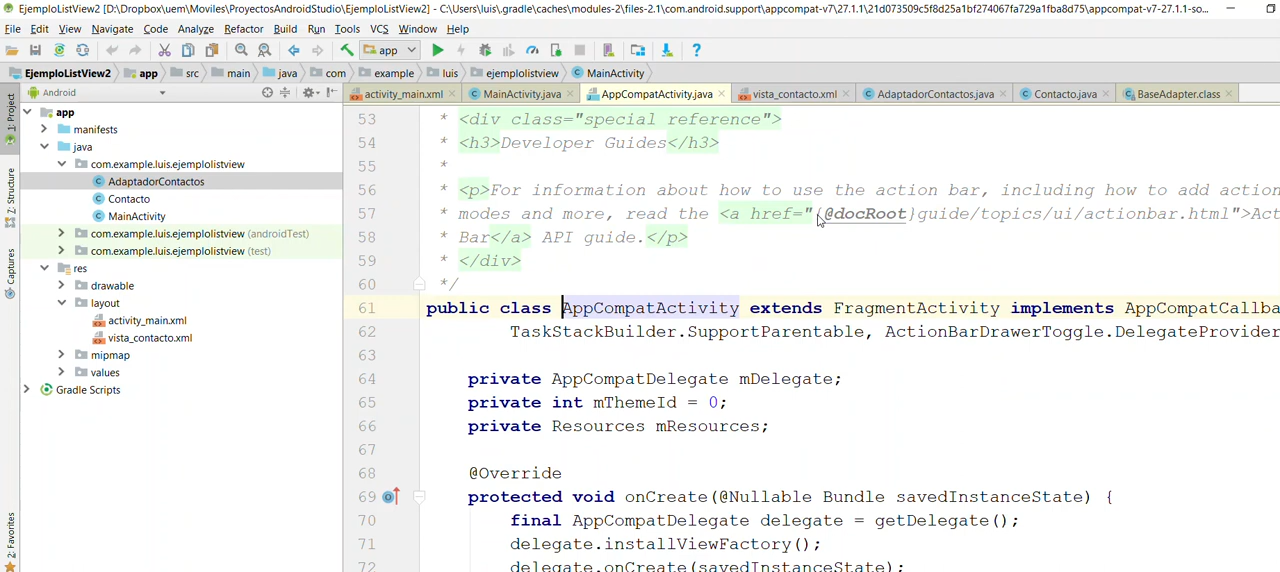 EjemploListView2 [D:\Dropbox\uem\Moviles\ProyectosAndroidStudio\EjemploListView2] - C:\Users\luis\.gradle\caches\modules-2\files-2.1\com.android.support\appcompat-v7\27.1.1\21d073509c5f8d25a1bf274067fa729a1fba8d75\appcompat-v7-27.1.1-so...
File Edit View Navigate Code Analyze Refactor Build Run Tools VCS Window Help
app
EjemploListView2 app src main java com example luis ejemplolistview MainActivity
Android
activity_main.xml MainActivity.java AppCompatActivity.java vista_contacto.xml AdaptadorContactos.java Contacto.java BaseAdapter.class
1: Project
Z: Structure
Captures
2: Favorites
app
manifests
java
com.example.luis.ejemplolistview
AdaptadorContactos
Contacto
MainActivity
com.example.luis.ejemplolistview (androidTest)
com.example.luis.ejemplolistview (test)
res
drawable
layout
activity_main.xml
vista_contacto.xml
mipmap
values
Gradle Scripts
53 * <div class="special reference">
54 * <h3>Developer Guides</h3>
55 *
56 * <p>For information about how to use the action bar, including how to add action
57 * modes and more, read the <a href="{@docRoot}guide/topics/ui/actionbar.html">Act
58 * Bar</a> API guide.</p>
59 * </div>
60 */
61 public class AppCompatActivity extends FragmentActivity implements AppCompatCallba
62 TaskStackBuilder.SupportParentable, ActionBarDrawerToggle.DelegateProvider
63
64 private AppCompatDelegate mDelegate;
65 private int mThemeId = 0;
66 private Resources mResources;
67
68 @Override
69 protected void onCreate(@Nullable Bundle savedInstanceState) {
70 final AppCompatDelegate delegate = getDelegate();
71 delegate.installViewFactory();
72 delegate.onCreate(savedInstanceState);